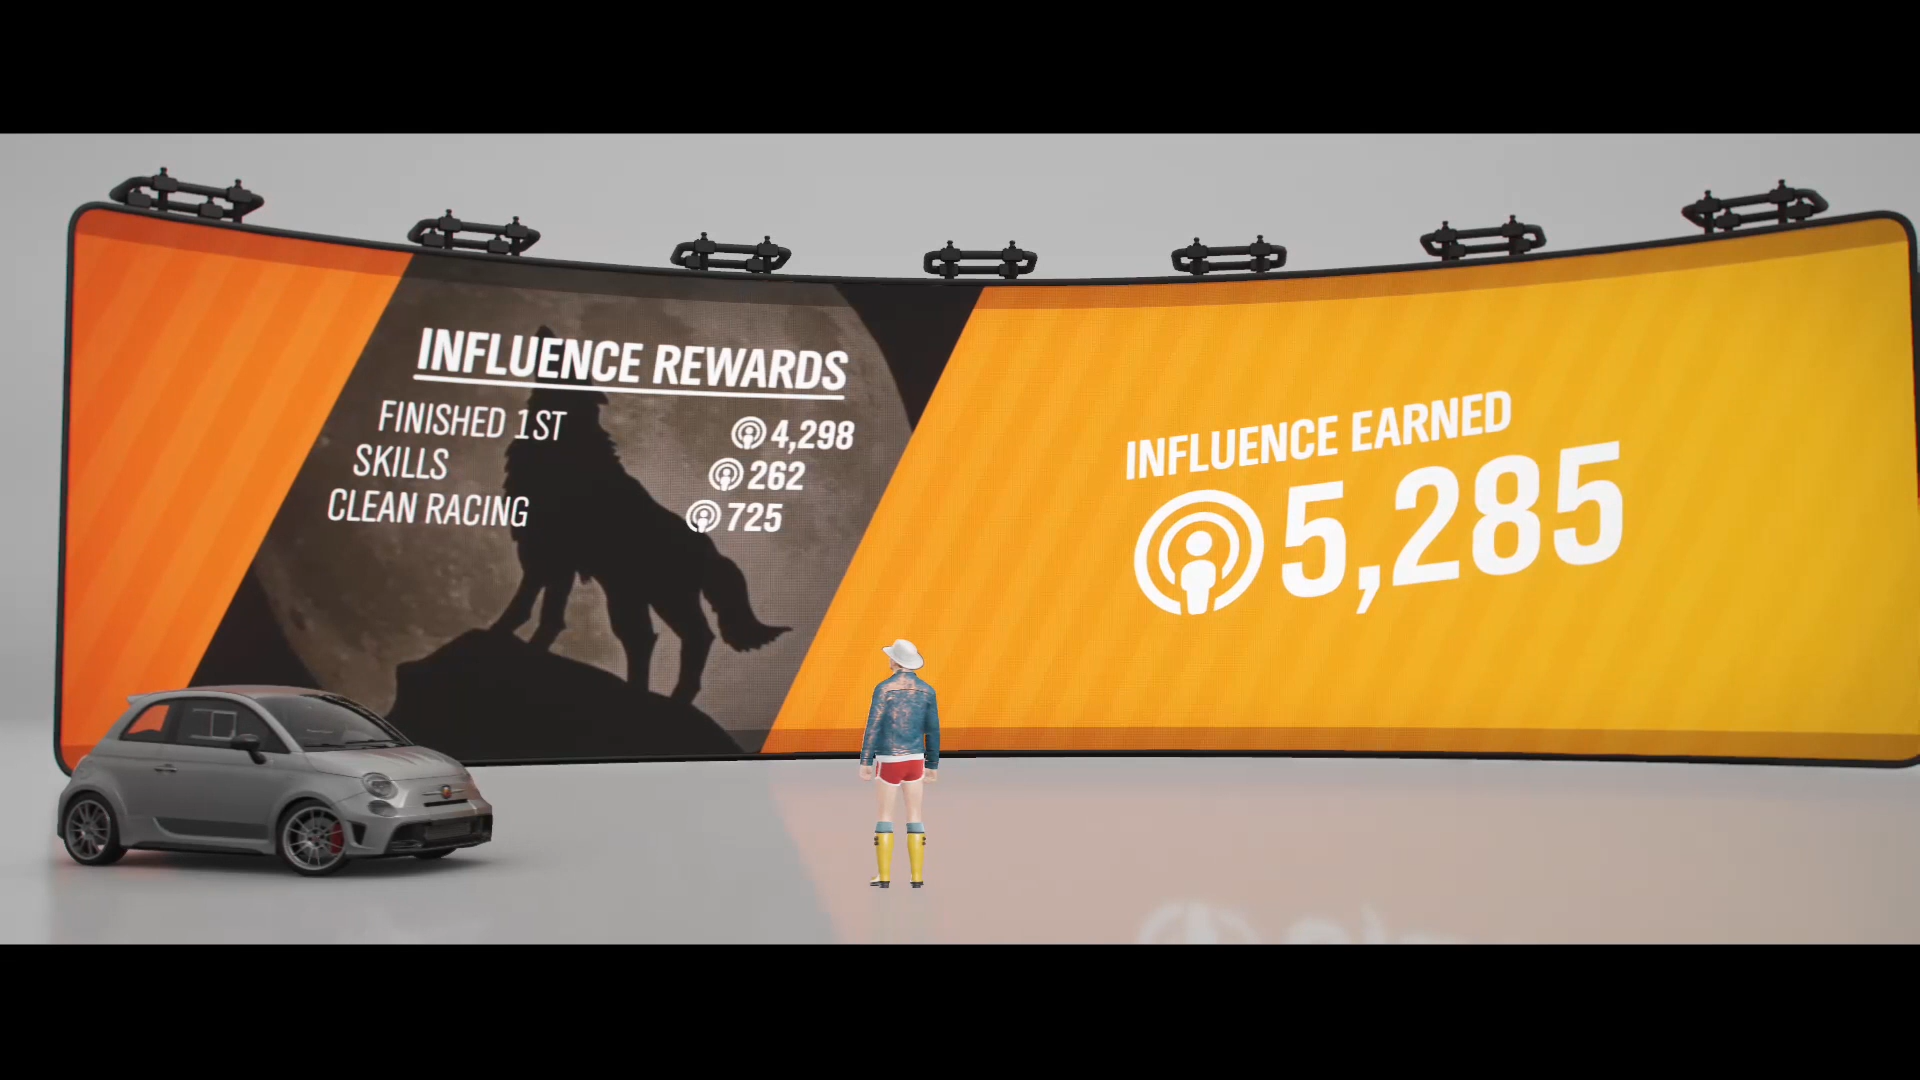 INFLUENCE REWARDS
FINISHED 1ST 4,298
SKILLS 262
CLEAN RACING 725
INFLUENCE EARNED
5,285